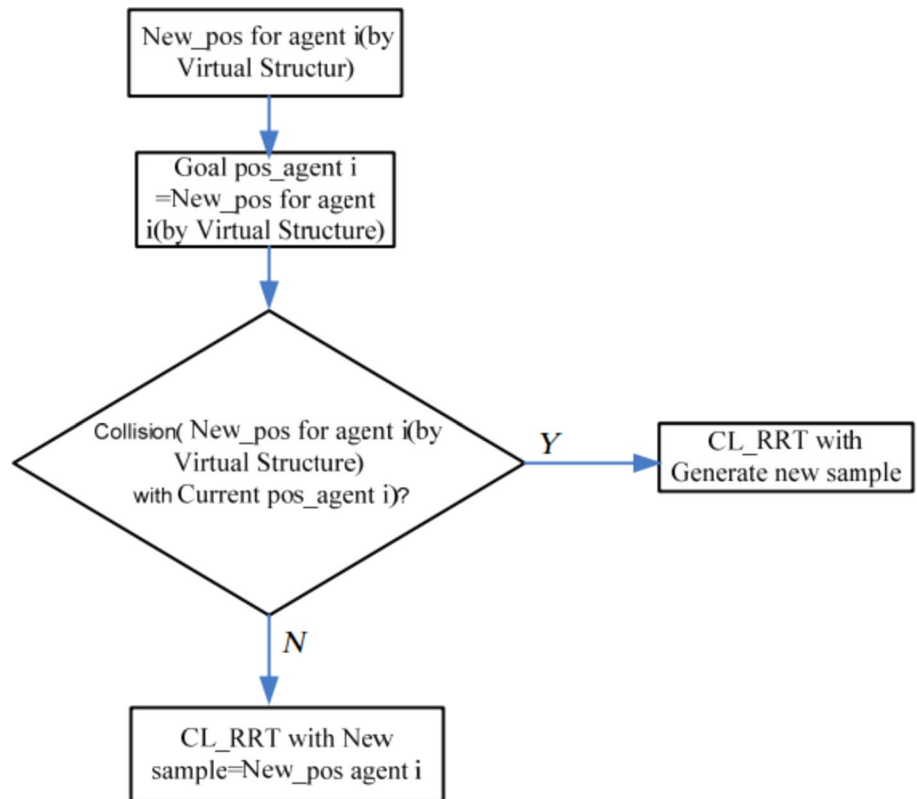 New_pos for agent i(by
Virtual Structur)
Goal pos_agent i
=New_pos for agent
i(by Virtual Structure)
Collision( New_pos for agent i(by
Virtual Structure)
with Current pos_agent i)?
Y
CL_RRT with
Generate new sample
N
CL_RRT with New
sample=New_pos agent i